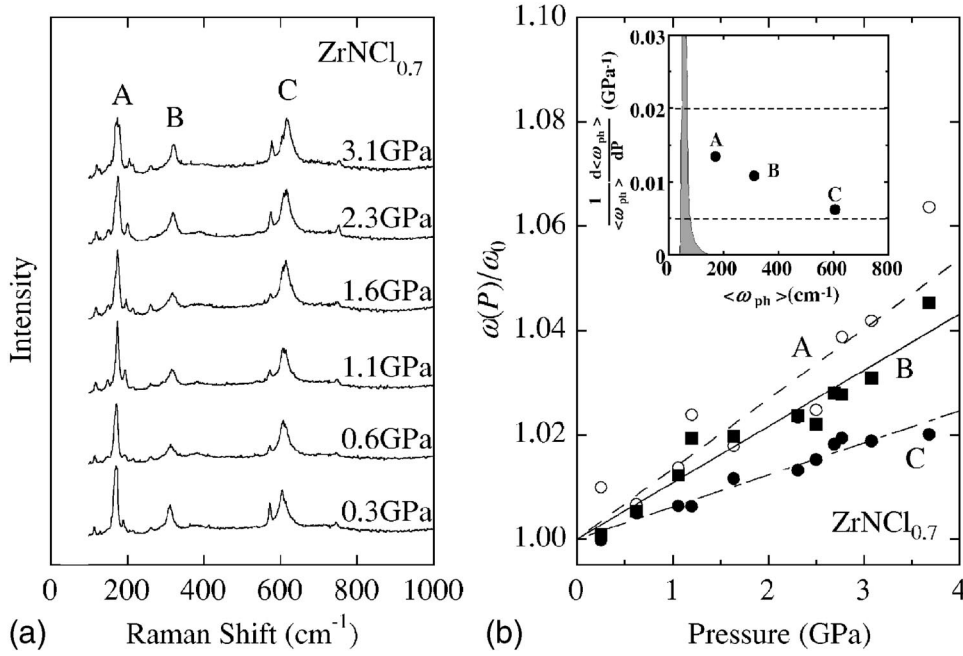 ZrNCl0.7
A
B
C
3.1GPa
2.3GPa
1.6GPa
1.1GPa
0.6GPa
0.3GPa
Intensity
0 200 400 600 800 1000
Raman Shift (cm-1)
(a)
1.10
1.08
1.06
1.04
1.02
1.00
ω(P)/ω0
0.03
0.02
0.01
0
1/<ωph> d<ωph>/dP (GPa-1)
A
B
C
0 200 400 600 800
<ωph>(cm-1)
A
B
C
ZrNCl0.7
0 1 2 3 4
Pressure (GPa)
(b)